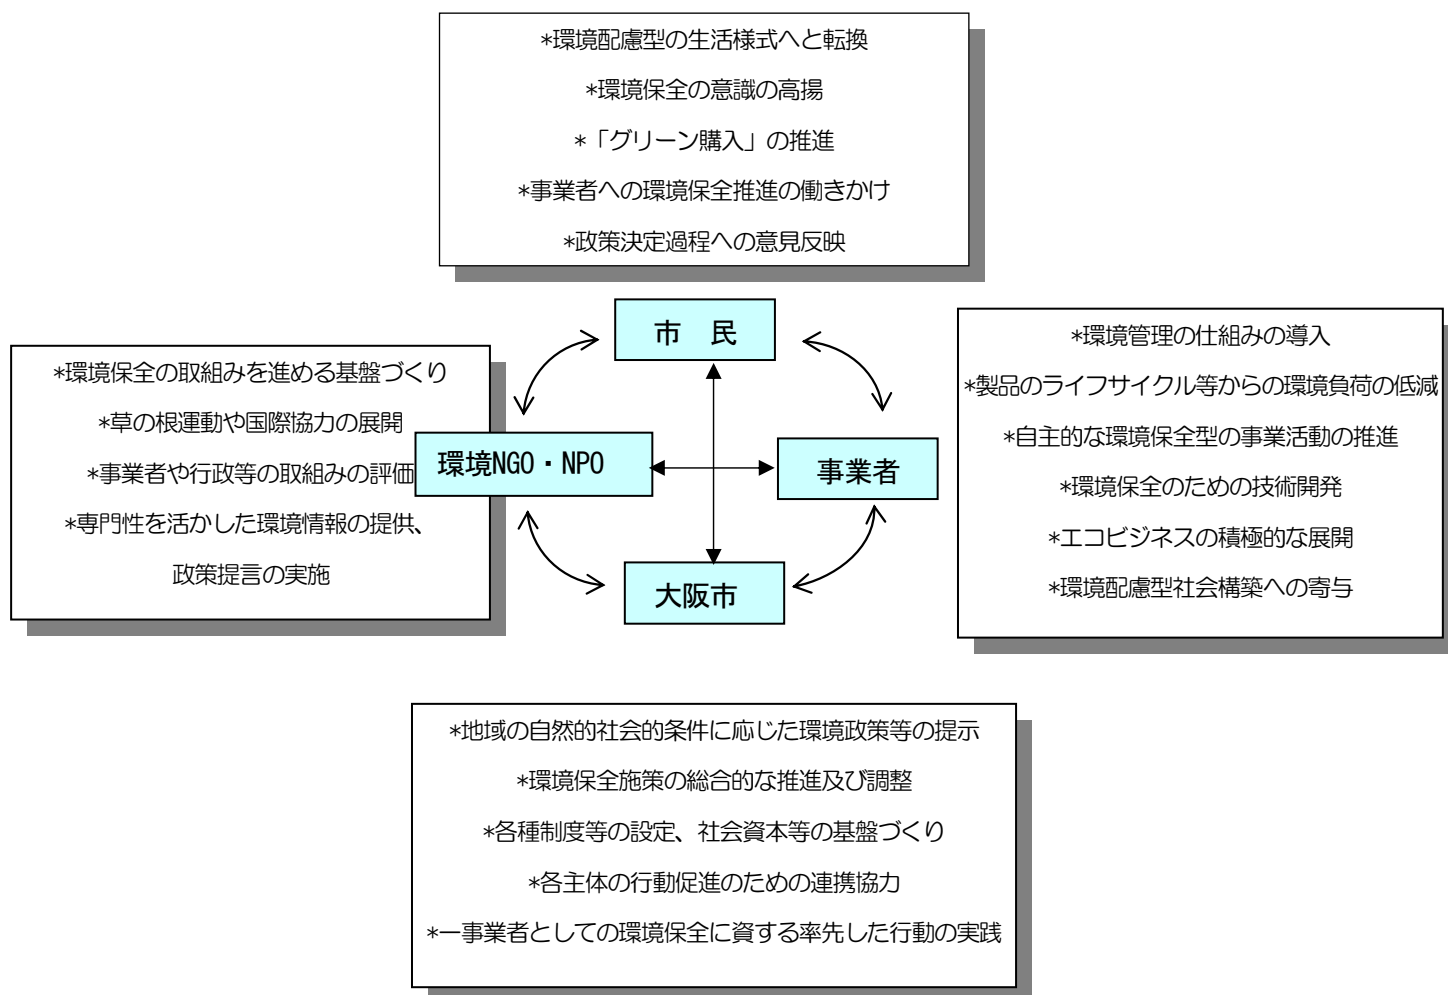 *環境配慮型の生活様式へと転換
*環境保全の意識の高揚
*「グリーン購入」の推進
*事業者への環境保全推進の働きかけ
*政策決定過程への意見反映
市　民
*環境保全の取組みを進める基盤づくり
*草の根運動や国際協力の展開
*事業者や行政等の取組みの評価
*専門性を活かした環境情報の提供、
政策提言の実施
環境NGO・NPO
事業者
*環境管理の仕組みの導入
*製品のライフサイクル等からの環境負荷の低減
*自主的な環境保全型の事業活動の推進
*環境保全のための技術開発
*エコビジネスの積極的な展開
*環境配慮型社会構築への寄与
大阪市
*地域の自然的社会的条件に応じた環境政策等の提示
*環境保全施策の総合的な推進及び調整
*各種制度等の設定、社会資本等の基盤づくり
*各主体の行動促進のための連携協力
*一事業者としての環境保全に資する率先した行動の実践